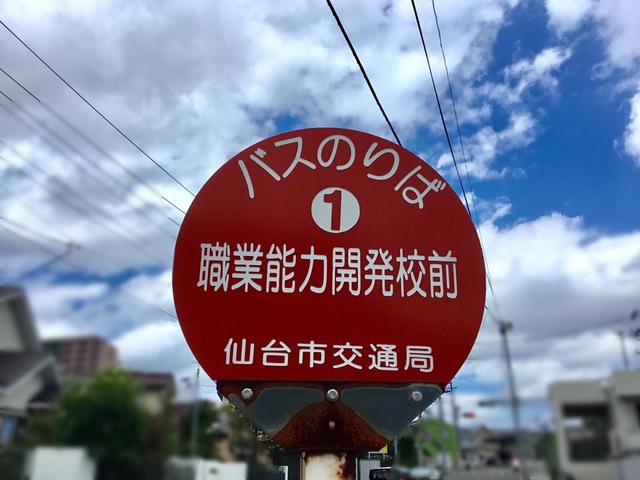 バスのりば
1
職業能力開発校前
仙台市交通局